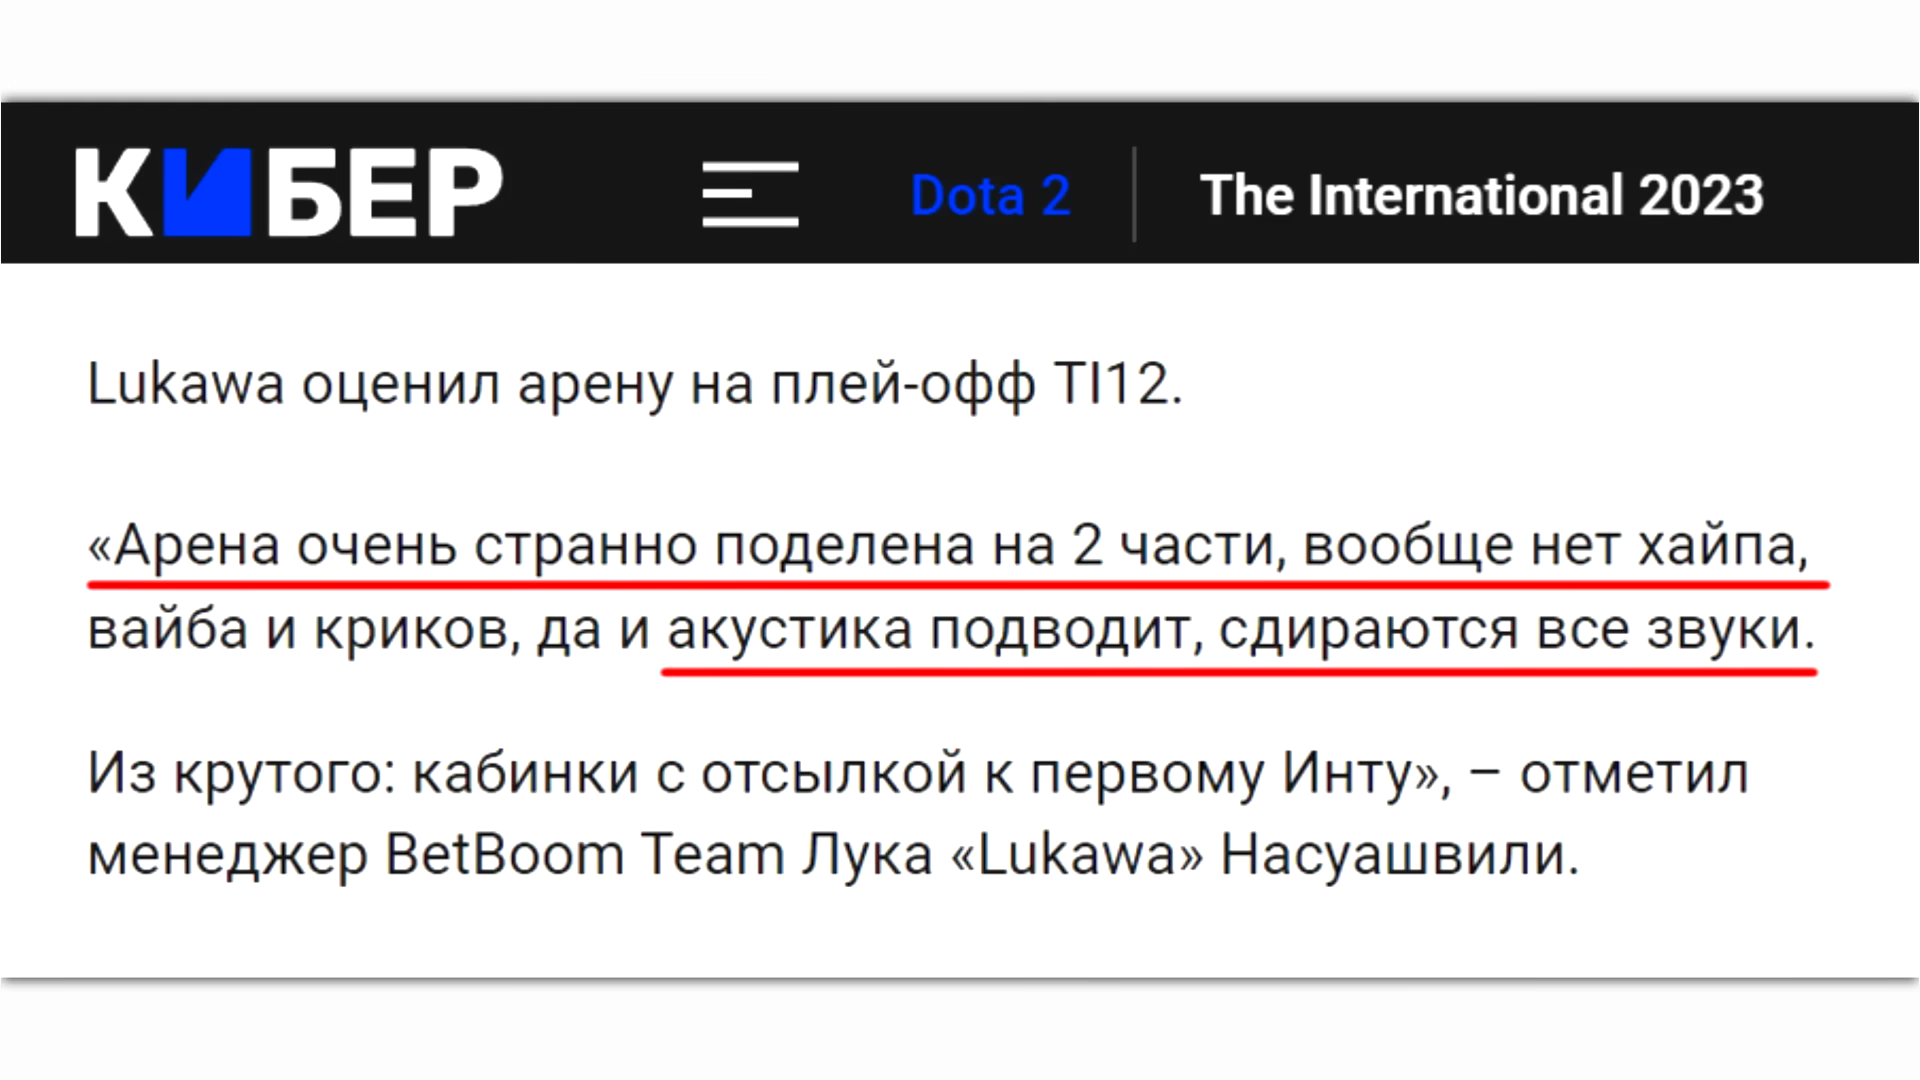 КИБЕР
Dota 2
The International 2023
Lukawa оценил арену на плей-офф TI12.
«Арена очень странно поделена на 2 части, вообще нет хайпа,
вайба и криков, да и акустика подводит, сдираются все звуки.
Из крутого: кабинки с отсылкой к первому Инту», – отметил
менеджер BetBoom Team Лука «Lukawa» Насуашвили.